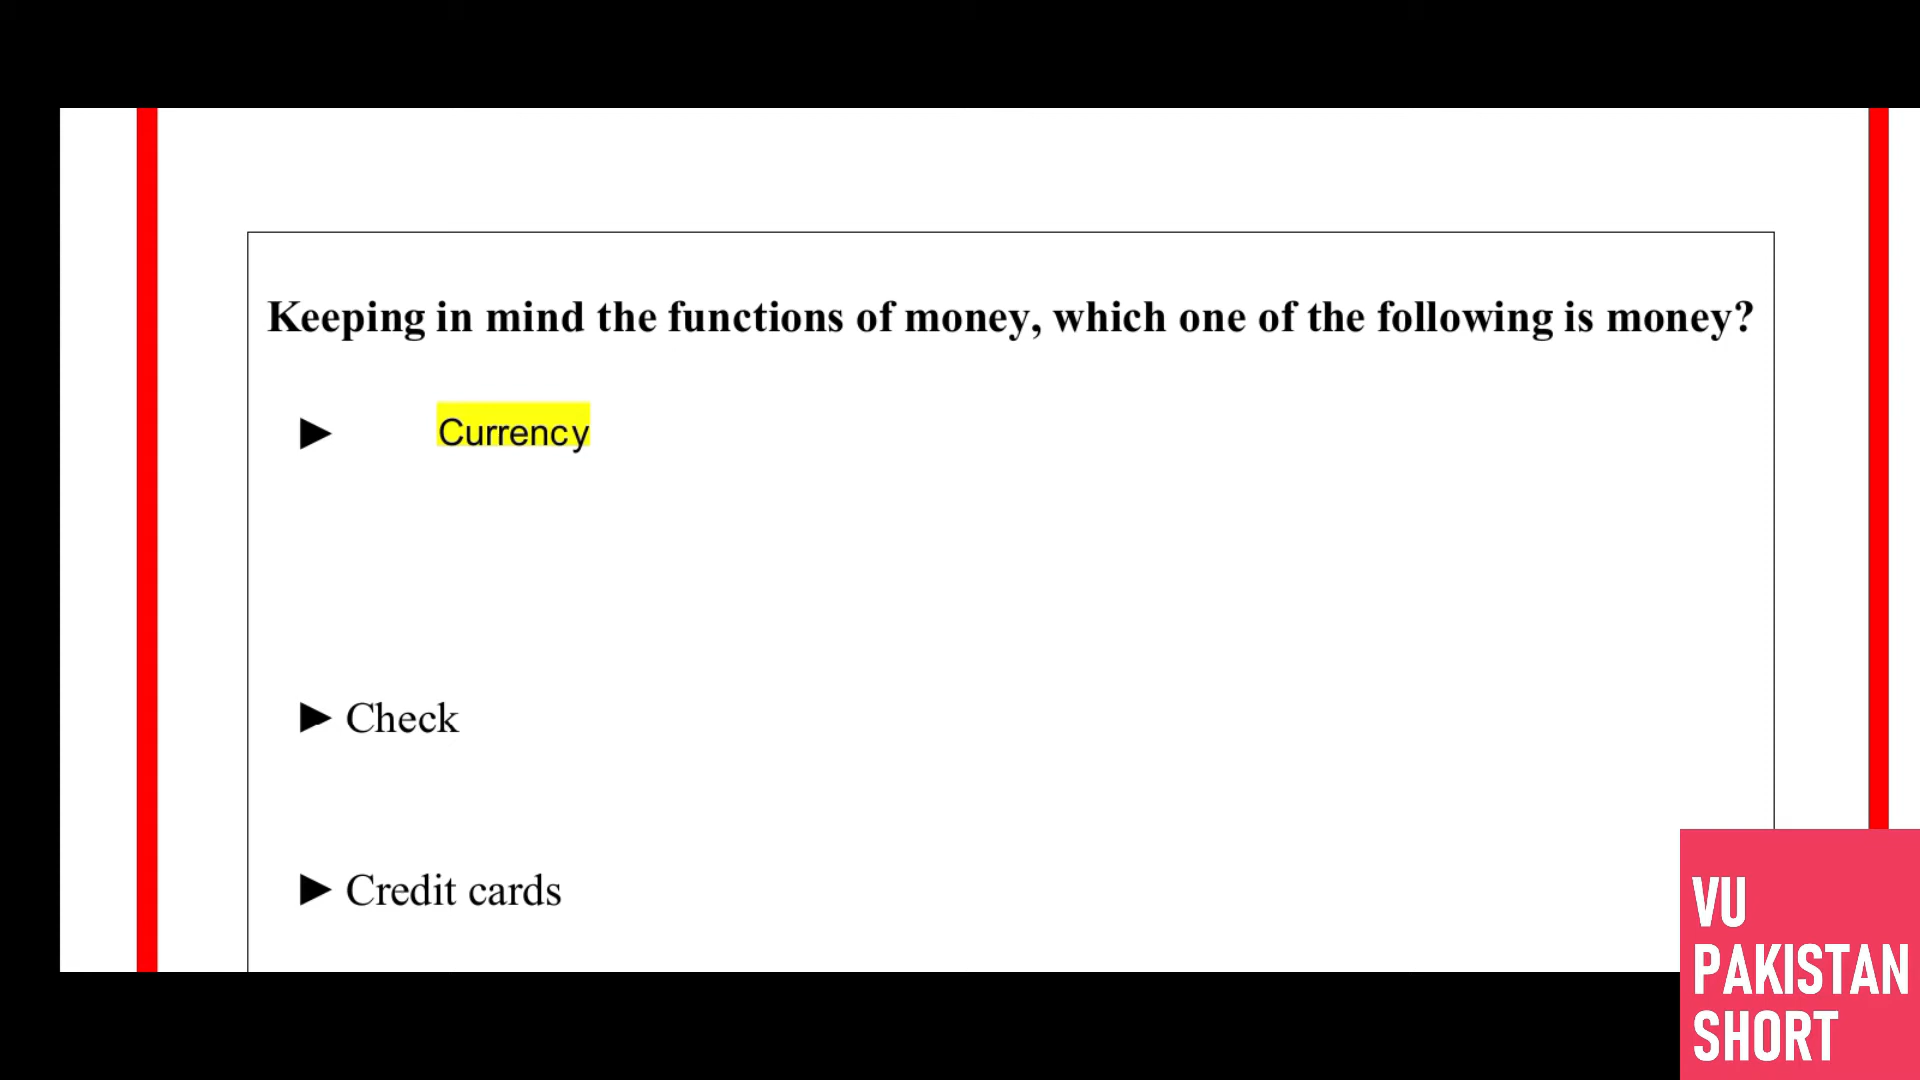 Keeping in mind the functions of money, which one of the following is money?
► Currency
► Check
► Credit cards
VU
PAKISTAN
SHORT